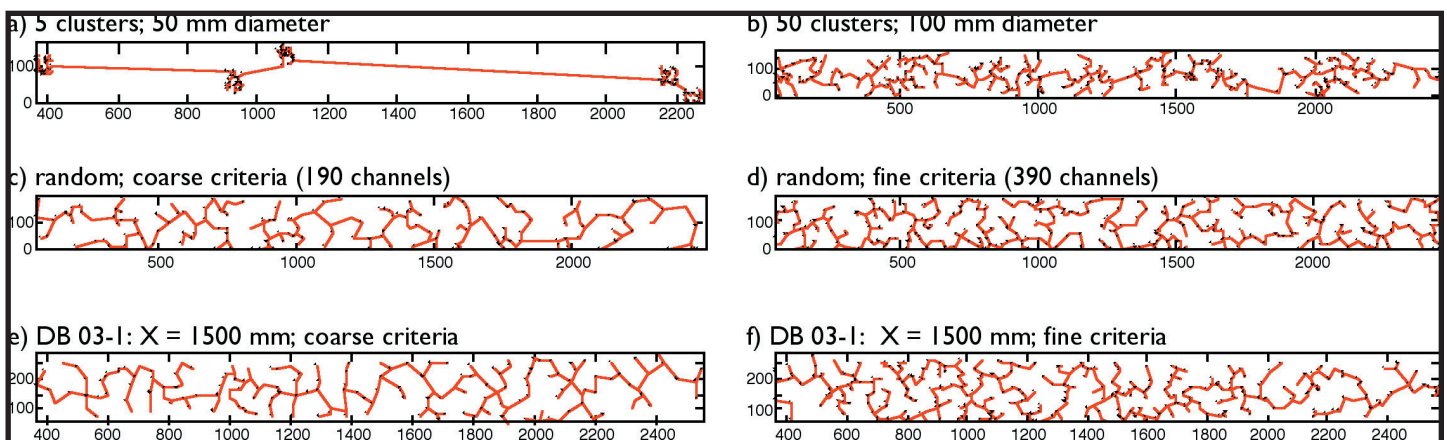 a) 5 clusters; 50 mm diameter
100
0
400 600 800 1000 1200 1400 1600 1800 2000 2200
b) 50 clusters; 100 mm diameter
100
0
500 1000 1500 2000
c) random; coarse criteria (190 channels)
100
0
500 1000 1500 2000
d) random; fine criteria (390 channels)
100
0
500 1000 1500 2000
e) DB 03-1: X = 1500 mm; coarse criteria
200
100
400 600 800 1000 1200 1400 1600 1800 2000 2200 2400
f) DB 03-1: X = 1500 mm; fine criteria
200
100
400 600 800 1000 1200 1400 1600 1800 2000 2200 2400